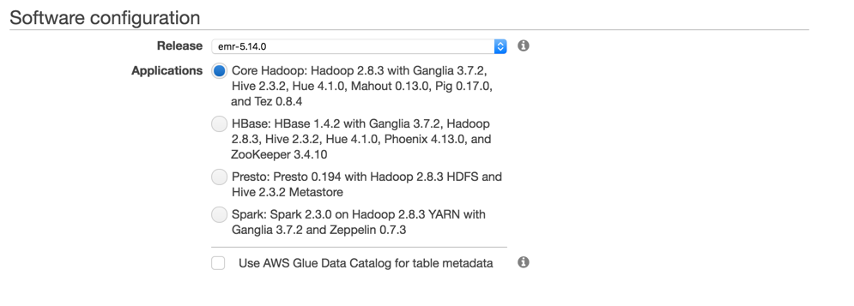 Software configuration
Release emr-5.14.0
Applications Core Hadoop: Hadoop 2.8.3 with Ganglia 3.7.2,
Hive 2.3.2, Hue 4.1.0, Mahout 0.13.0, Pig 0.17.0,
and Tez 0.8.4
HBase: HBase 1.4.2 with Ganglia 3.7.2, Hadoop
2.8.3, Hive 2.3.2, Hue 4.1.0, Phoenix 4.13.0, and
ZooKeeper 3.4.10
Presto: Presto 0.194 with Hadoop 2.8.3 HDFS and
Hive 2.3.2 Metastore
Spark: Spark 2.3.0 on Hadoop 2.8.3 YARN with
Ganglia 3.7.2 and Zeppelin 0.7.3
Use AWS Glue Data Catalog for table metadata